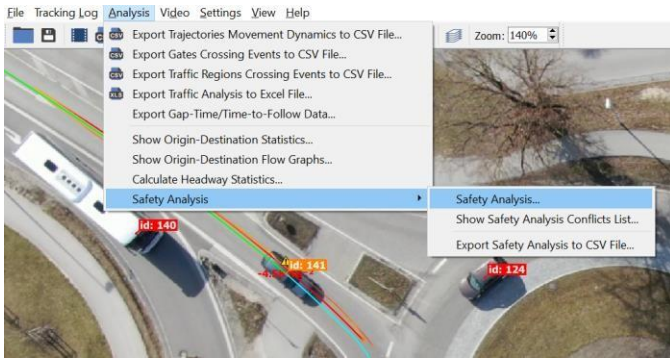 File Tracking Log Analysis Video Settings View Help
Zoom: 140%
Export Trajectories Movement Dynamics to CSV File...
Export Gates Crossing Events to CSV File...
Export Traffic Regions Crossing Events to CSV File...
Export Traffic Analysis to Excel File...
Export Gap-Time/Time-to-Follow Data...
Show Origin-Destination Statistics...
Show Origin-Destination Flow Graphs...
Calculate Headway Statistics...
Safety Analysis
Safety Analysis...
Show Safety Analysis Conflicts List...
Export Safety Analysis to CSV File...
id: 140
id: 141
id: 124